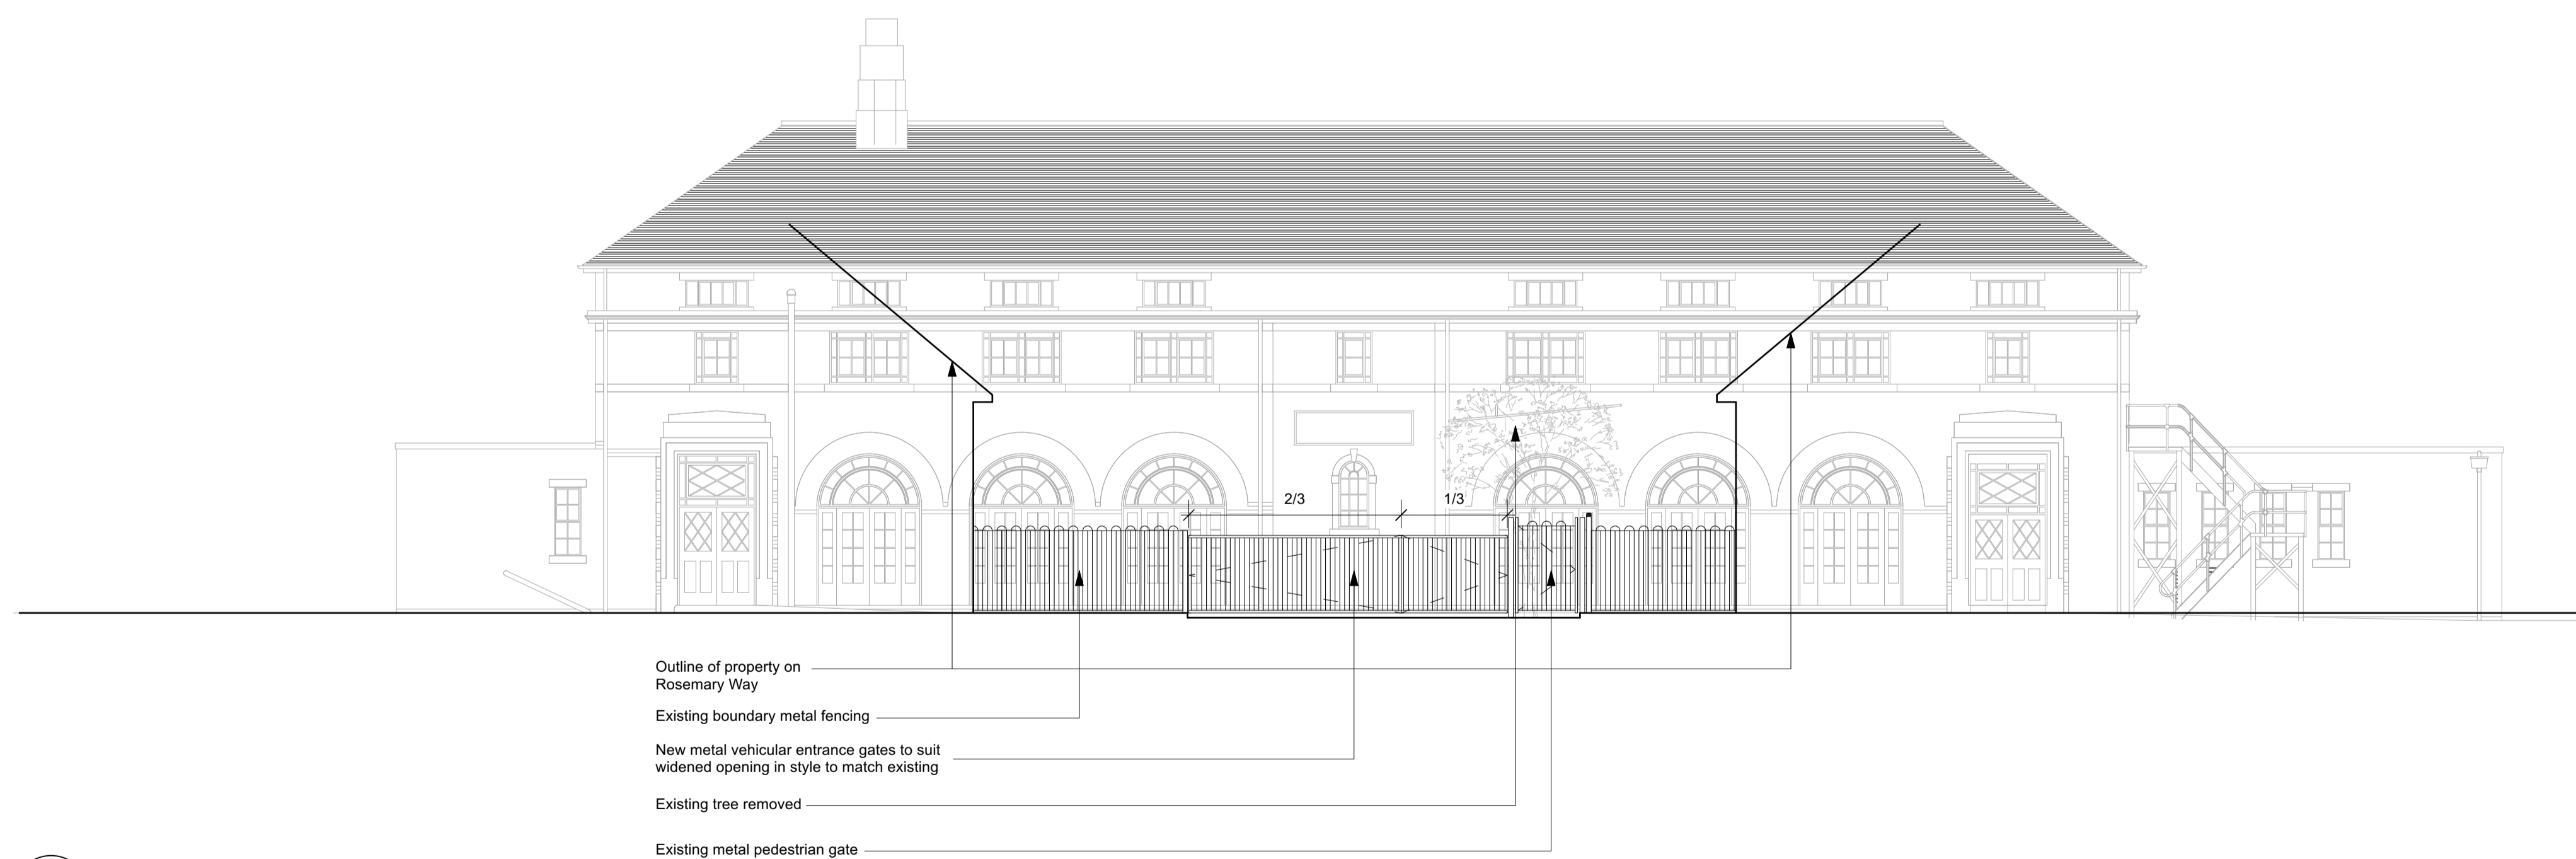 2/3
1/3
Outline of property on
Rosemary Way
Existing boundary metal fencing
New metal vehicular entrance gates to suit
widened opening in style to match existing
Existing tree removed
Existing metal pedestrian gate